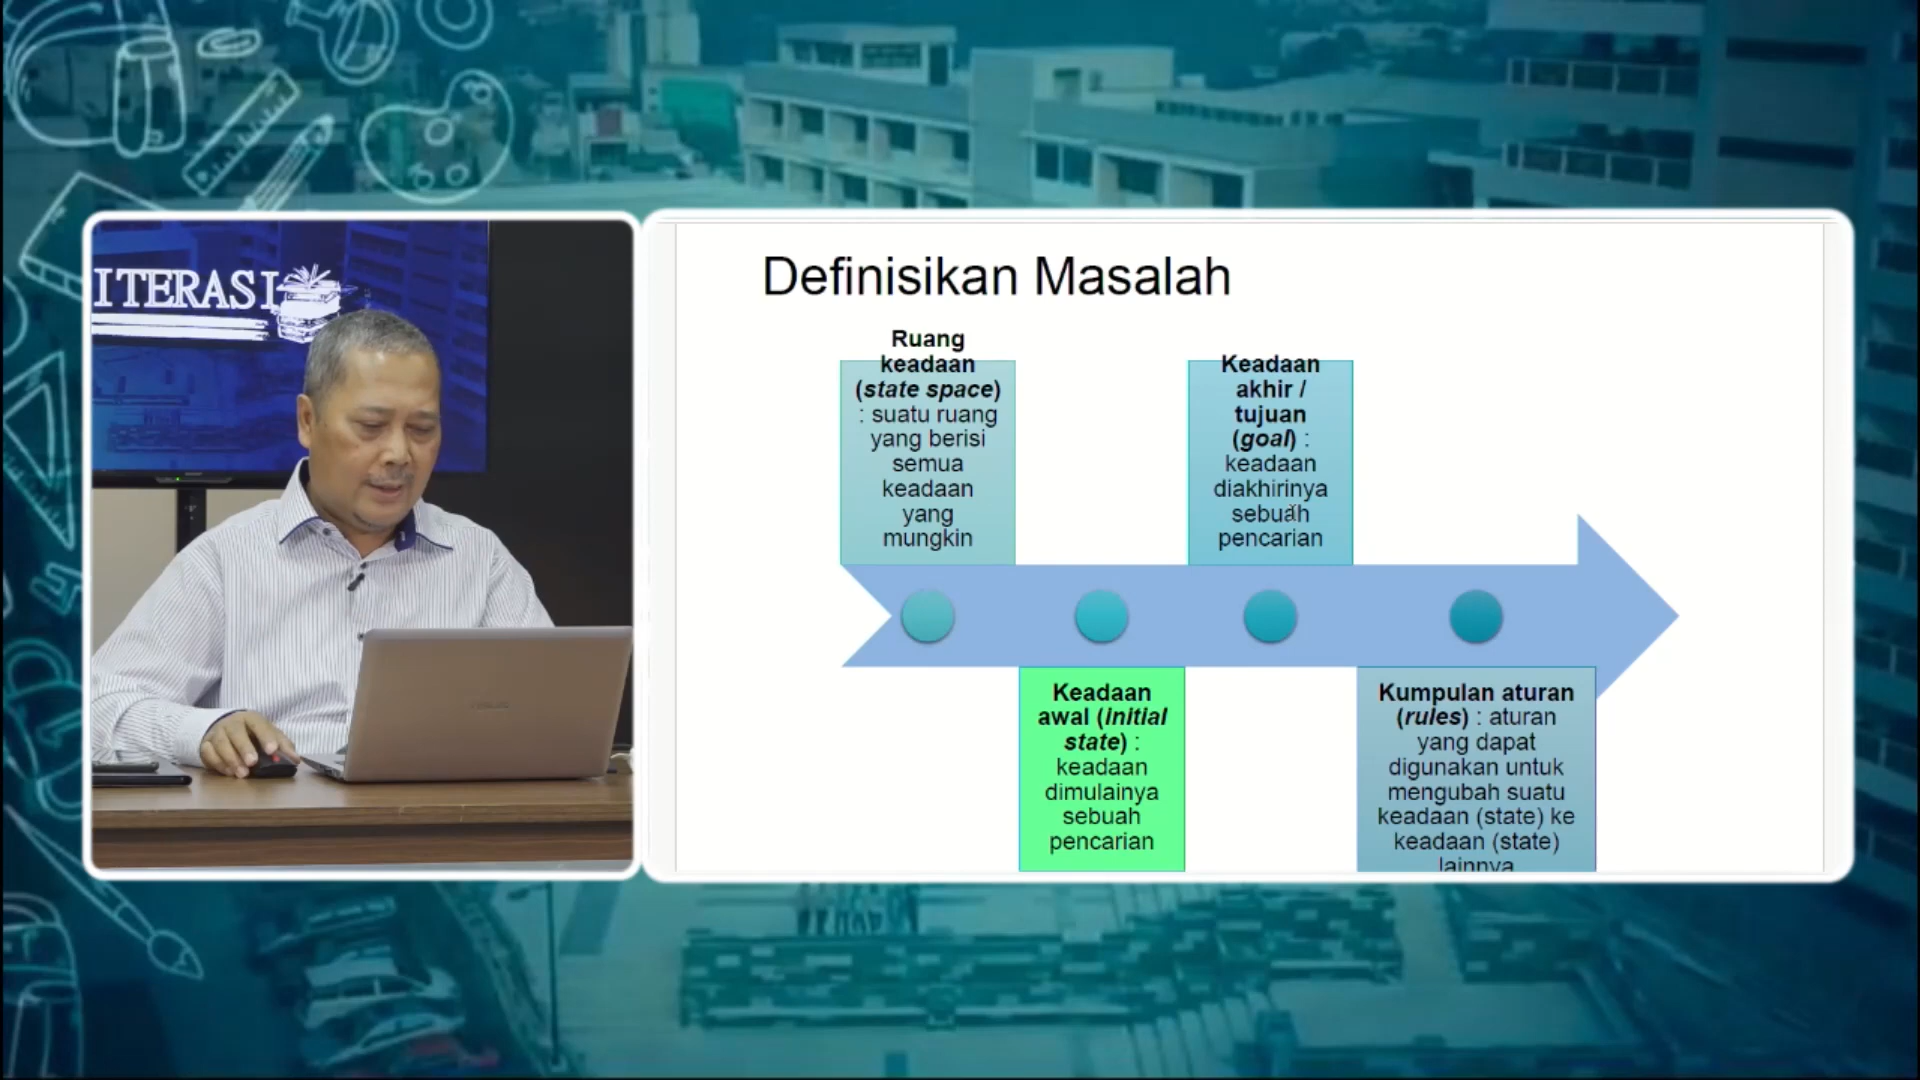 ITERASI
Definisikan Masalah
Ruang
keadaan
(state space)
: suatu ruang
yang berisi
semua
keadaan
yang
mungkin
Keadaan
akhir /
tujuan
(goal) :
keadaan
diakhirinya
sebuah
pencarian
Keadaan
awal (initial
state) :
keadaan
dimulainya
sebuah
pencarian
Kumpulan aturan
(rules) : aturan
yang dapat
digunakan untuk
mengubah suatu
keadaan (state) ke
keadaan (state)
lainnya